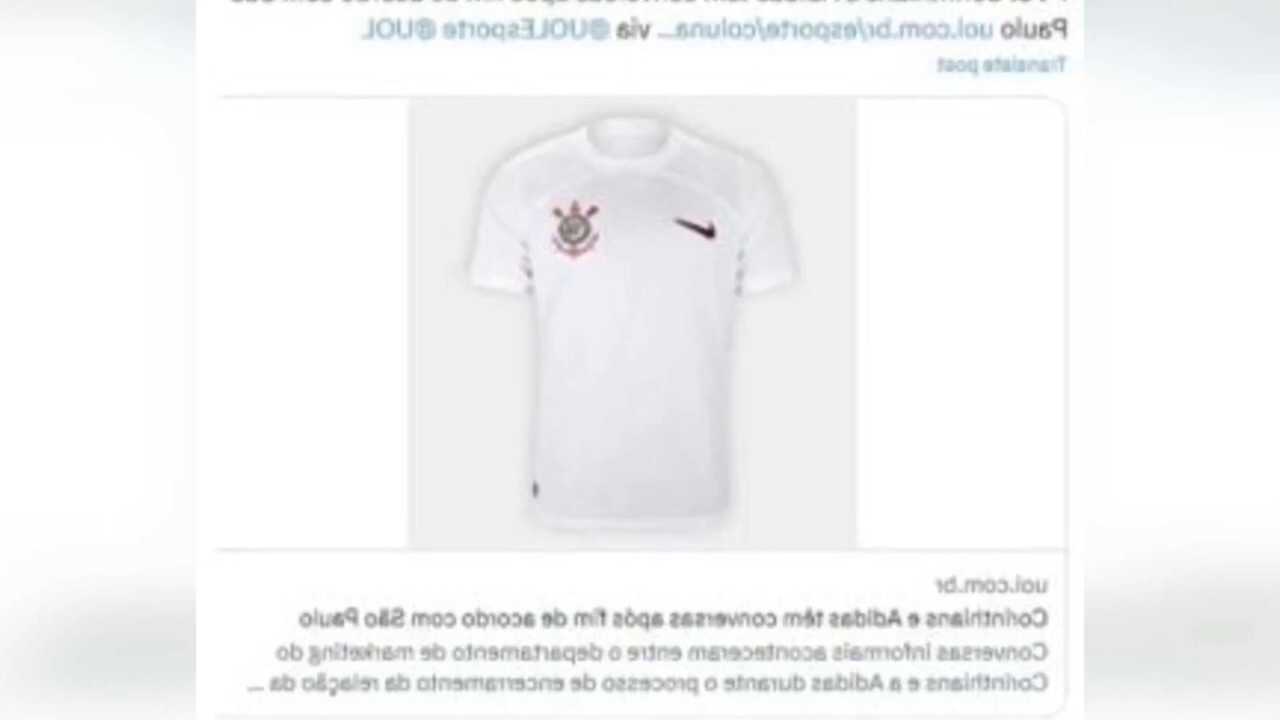 Paulo uol.com.br/esporte/coluna… via @UOLEsporte @UOL
Translate post
uol.com.br
Corinthians e Adidas têm conversas após fim de acordo com São Paulo
Conversas informais aconteceram entre o departamento de marketing do
Corinthians e a Adidas durante o processo de encerramento da relação da ...